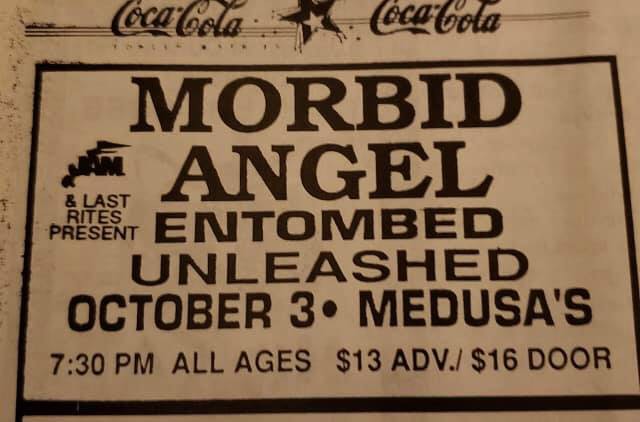 Coca-Cola Coca-Cola
MORBID
ANGEL
JAM
& LAST
RITES
PRESENT
ENTOMBED
UNLEASHED
OCTOBER 3• MEDUSA'S
7:30 PM ALL AGES $13 ADV./ $16 DOOR